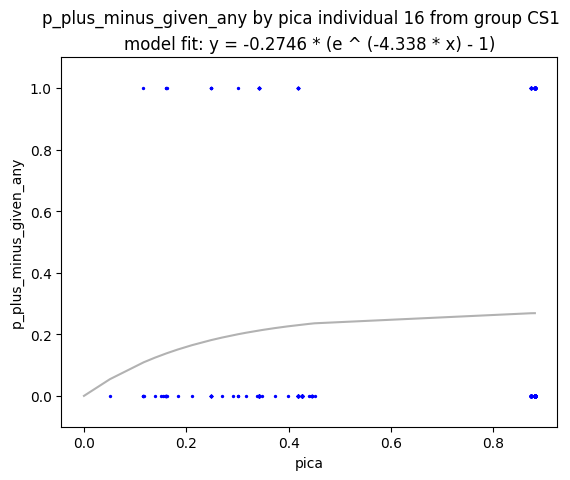 p_plus_minus_given_any by pica individual 16 from group CS1
model fit: y = -0.2746 * (e ^ (-4.338 * x) - 1)
1.0
0.8
0.6
0.4
0.2
0.0
p_plus_minus_given_any
0.0 0.2 0.4 0.6 0.8
pica